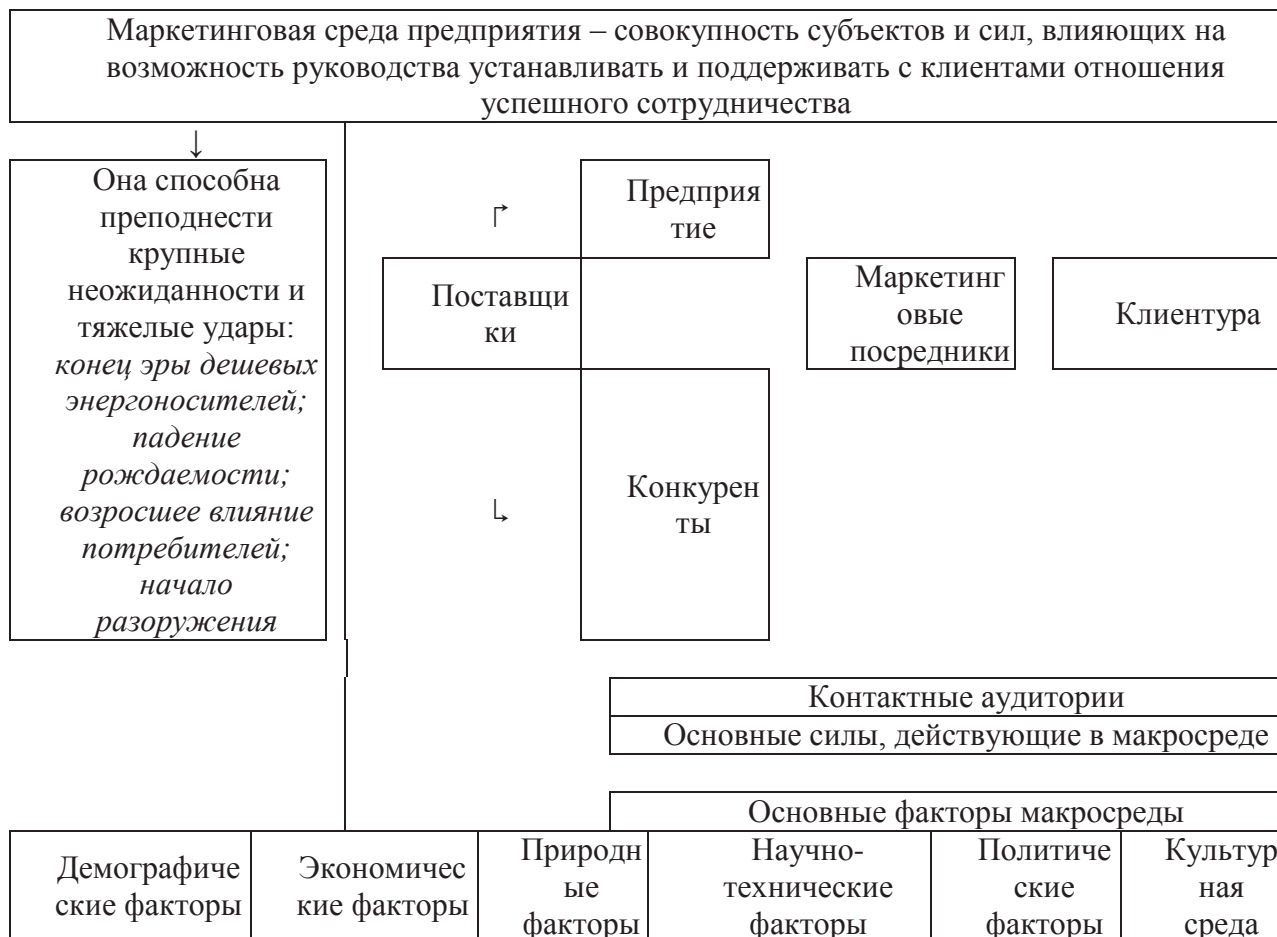 Маркетинговая среда предприятия – совокупность субъектов и сил, влияющих на
возможность руководства устанавливать и поддерживать с клиентами отношения
успешного сотрудничества
↓
Она способна
преподнести
крупные
неожиданности и
тяжелые удары:
конец эры дешевых
энергоносителей;
падение
рождаемости;
возросшее влияние
потребителей;
начало
разоружения
Предприя
тие
Поставщи
ки
Маркетинг
овые
посредники
Клиентура
Конкурен
ты
Контактные аудитории
Основные силы, действующие в макросреде
Основные факторы макросреды
Демографиче
ские факторы
Экономичес
кие факторы
Природн
ые
факторы
Научно-
технические
факторы
Политиче
ские
факторы
Культур
ная
среда